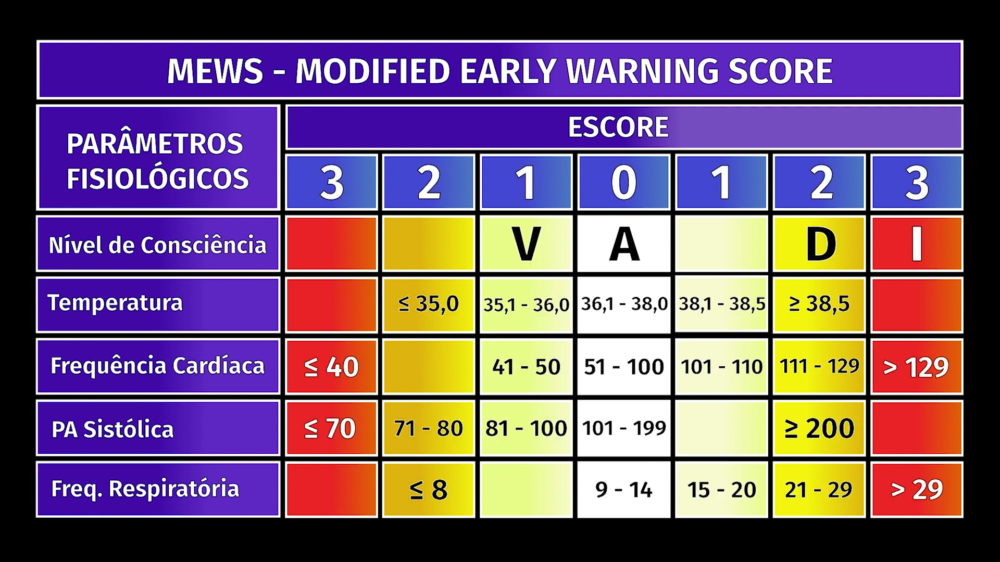 MEWS - MODIFIED EARLY WARNING SCORE
PARÂMETROS
FISIOLÓGICOS
ESCORE
3 2 1 0 1 2 3
Nível de Consciência V A D I
Temperatura ≤ 35,0 35,1 - 36,0 36,1 - 38,0 38,1 - 38,5 ≥ 38,5
Frequência Cardíaca ≤ 40 41 - 50 51 - 100 101 - 110 111 - 129 > 129
PA Sistólica ≤ 70 71 - 80 81 - 100 101 - 199 ≥ 200
Freq. Respiratória ≤ 8 9 - 14 15 - 20 21 - 29 > 29